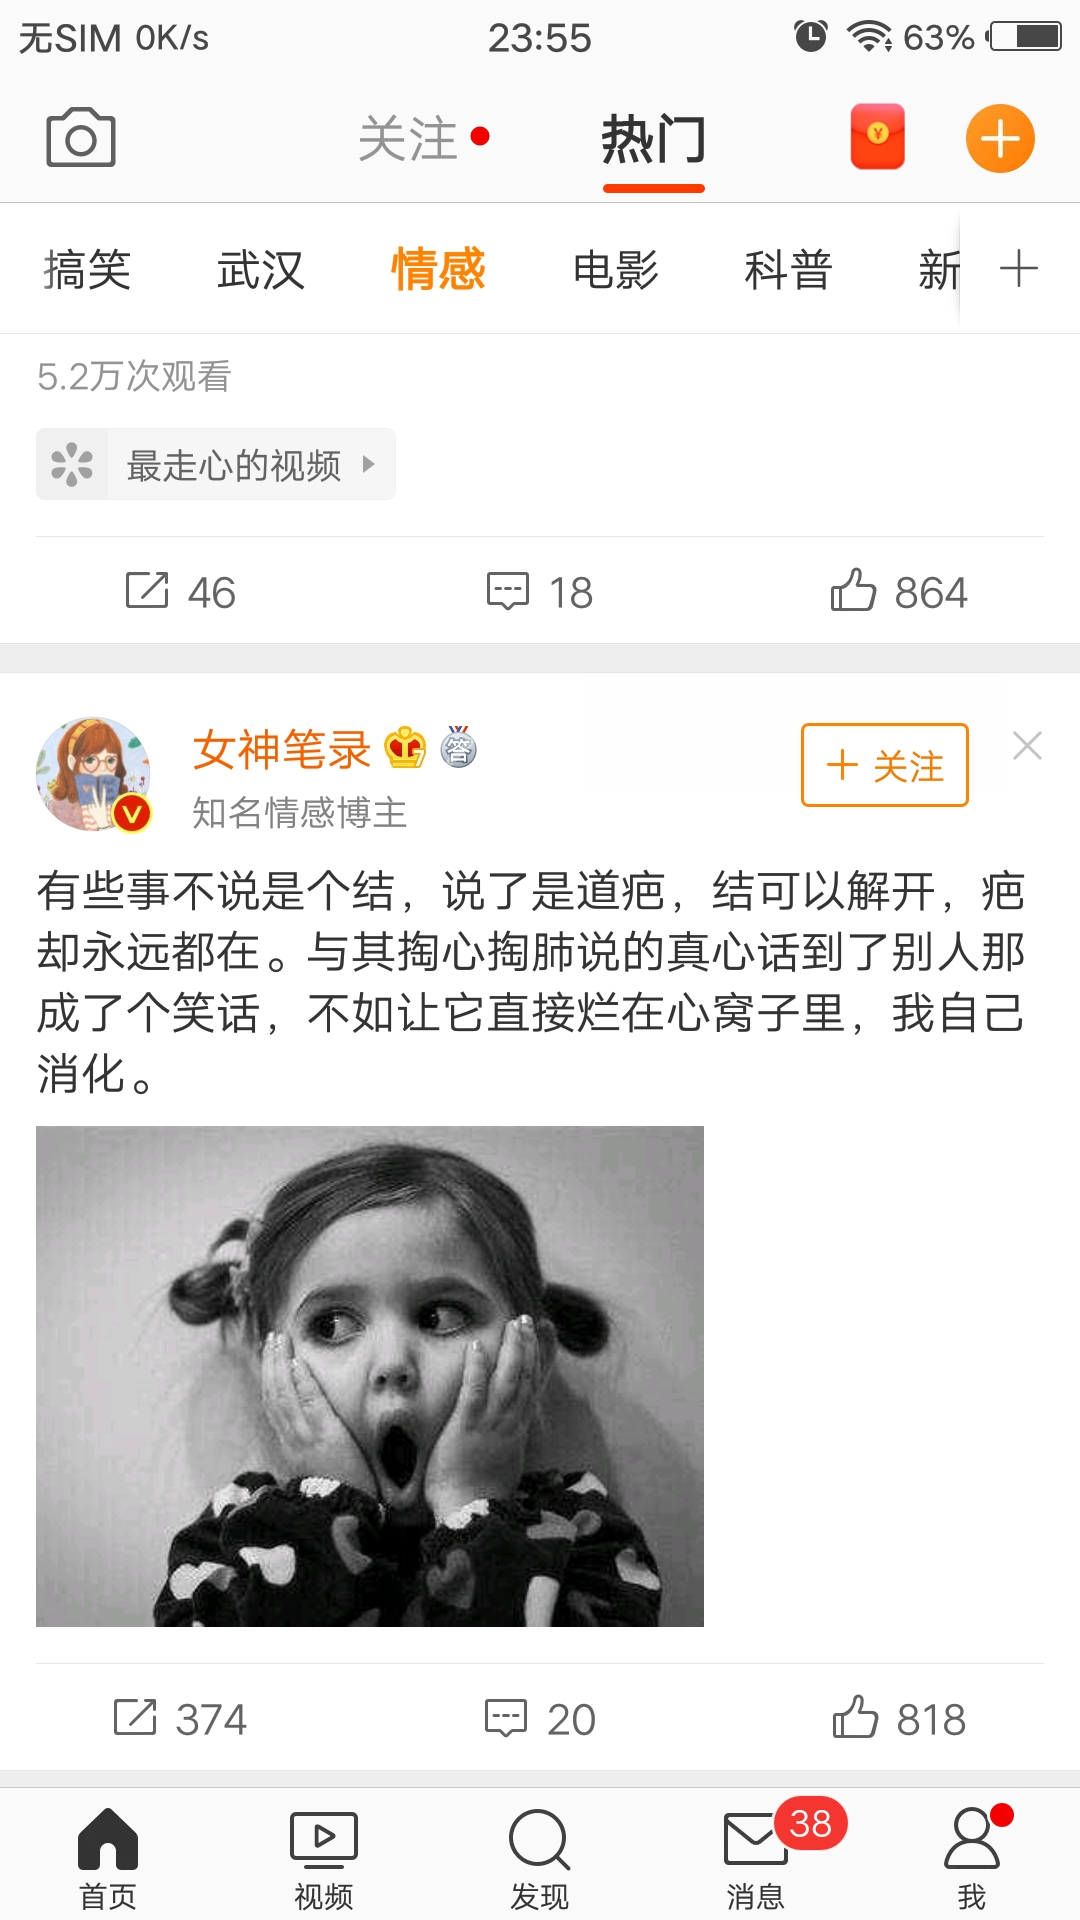 无SIM 0K/s 23:55 63%
关注 热门
搞笑 武汉 情感 电影 科普 新
5.2万次观看
最走心的视频
46 18 864
女神笔录 7 答
+ 关注
知名情感博主
有些事不说是个结，说了是道疤，结可以解开，疤
却永远都在。与其掏心掏肺说的真心话到了别人那
成了个笑话，不如让它直接烂在心窝子里，我自己
消化。
374 20 818
38
首页 视频 发现 消息 我